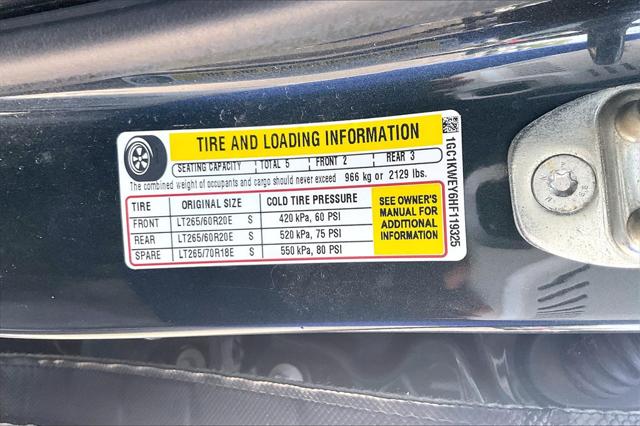 TIRE AND LOADING INFORMATION
SEATING CAPACITY TOTAL 5 FRONT 2 REAR 3
The combined weight of occupants and cargo should never exceed 966 kg or 2129 lbs.
TIRE ORIGINAL SIZE COLD TIRE PRESSURE
FRONT LT265/60R20E S 420 kPa, 60 PSI
REAR LT265/60R20E S 520 kPa, 75 PSI
SPARE LT265/70R18E S 550 kPa, 80 PSI
SEE OWNER'S
MANUAL FOR
ADDITIONAL
INFORMATION
1GC1KWEY6HF119325